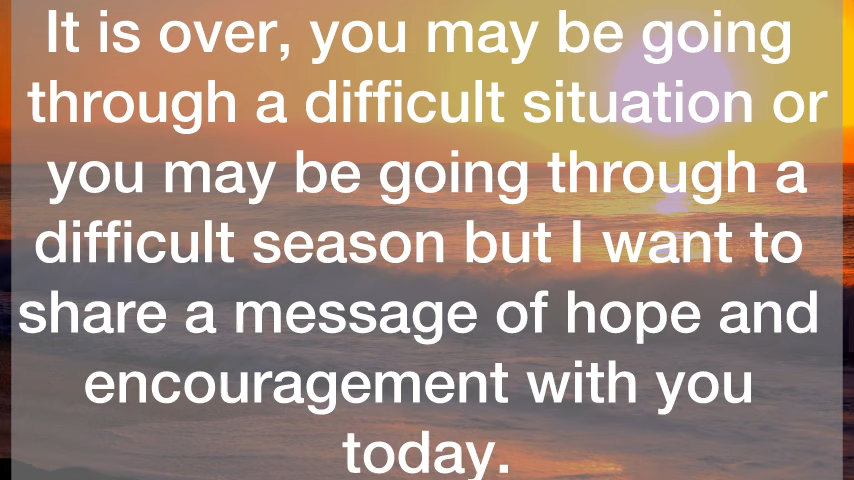 It is over, you may be going
through a difficult situation or
you may be going through a
difficult season but I want to
share a message of hope and
encouragement with you
today.